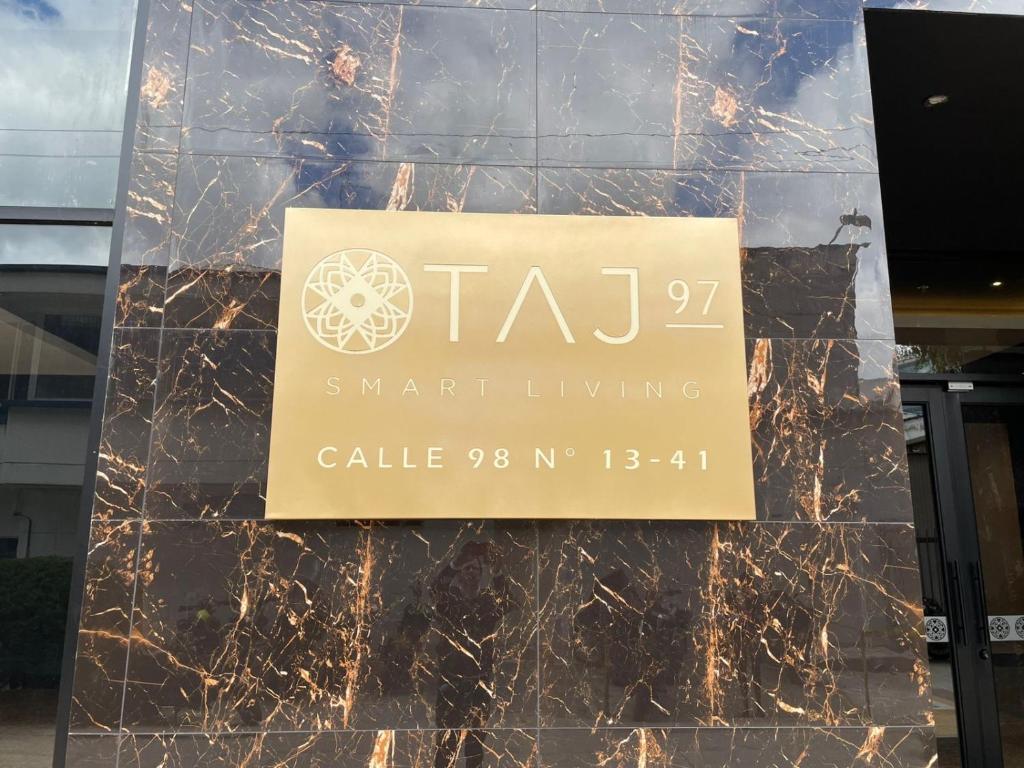 TAJ 97
SMART LIVING
CALLE 98 N° 13-41